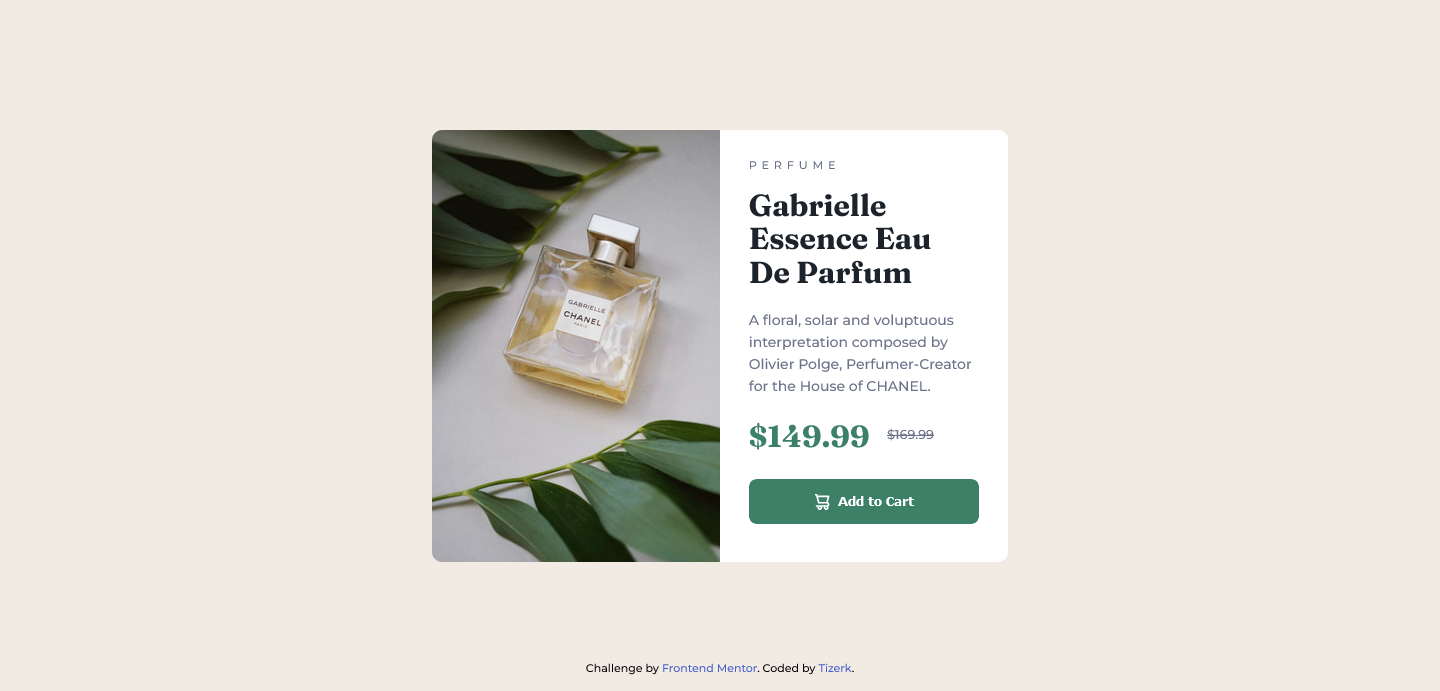 PERFUME
Gabrielle
Essence Eau
De Parfum
GABRIELLE
CHANEL
PARIS
A floral, solar and voluptuous
interpretation composed by
Olivier Polge, Perfumer-Creator
for the House of CHANEL.
$149.99 $169.99
Add to Cart
Challenge by Frontend Mentor. Coded by Tizerk.